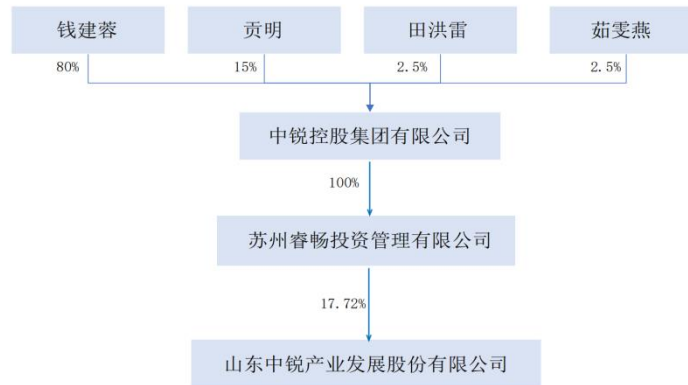 钱建蓉 贡明 田洪雷 茹雯燕
80% 15% 2.5% 2.5%
中锐控股集团有限公司
100%
苏州睿畅投资管理有限公司
17.72%
山东中锐产业发展股份有限公司